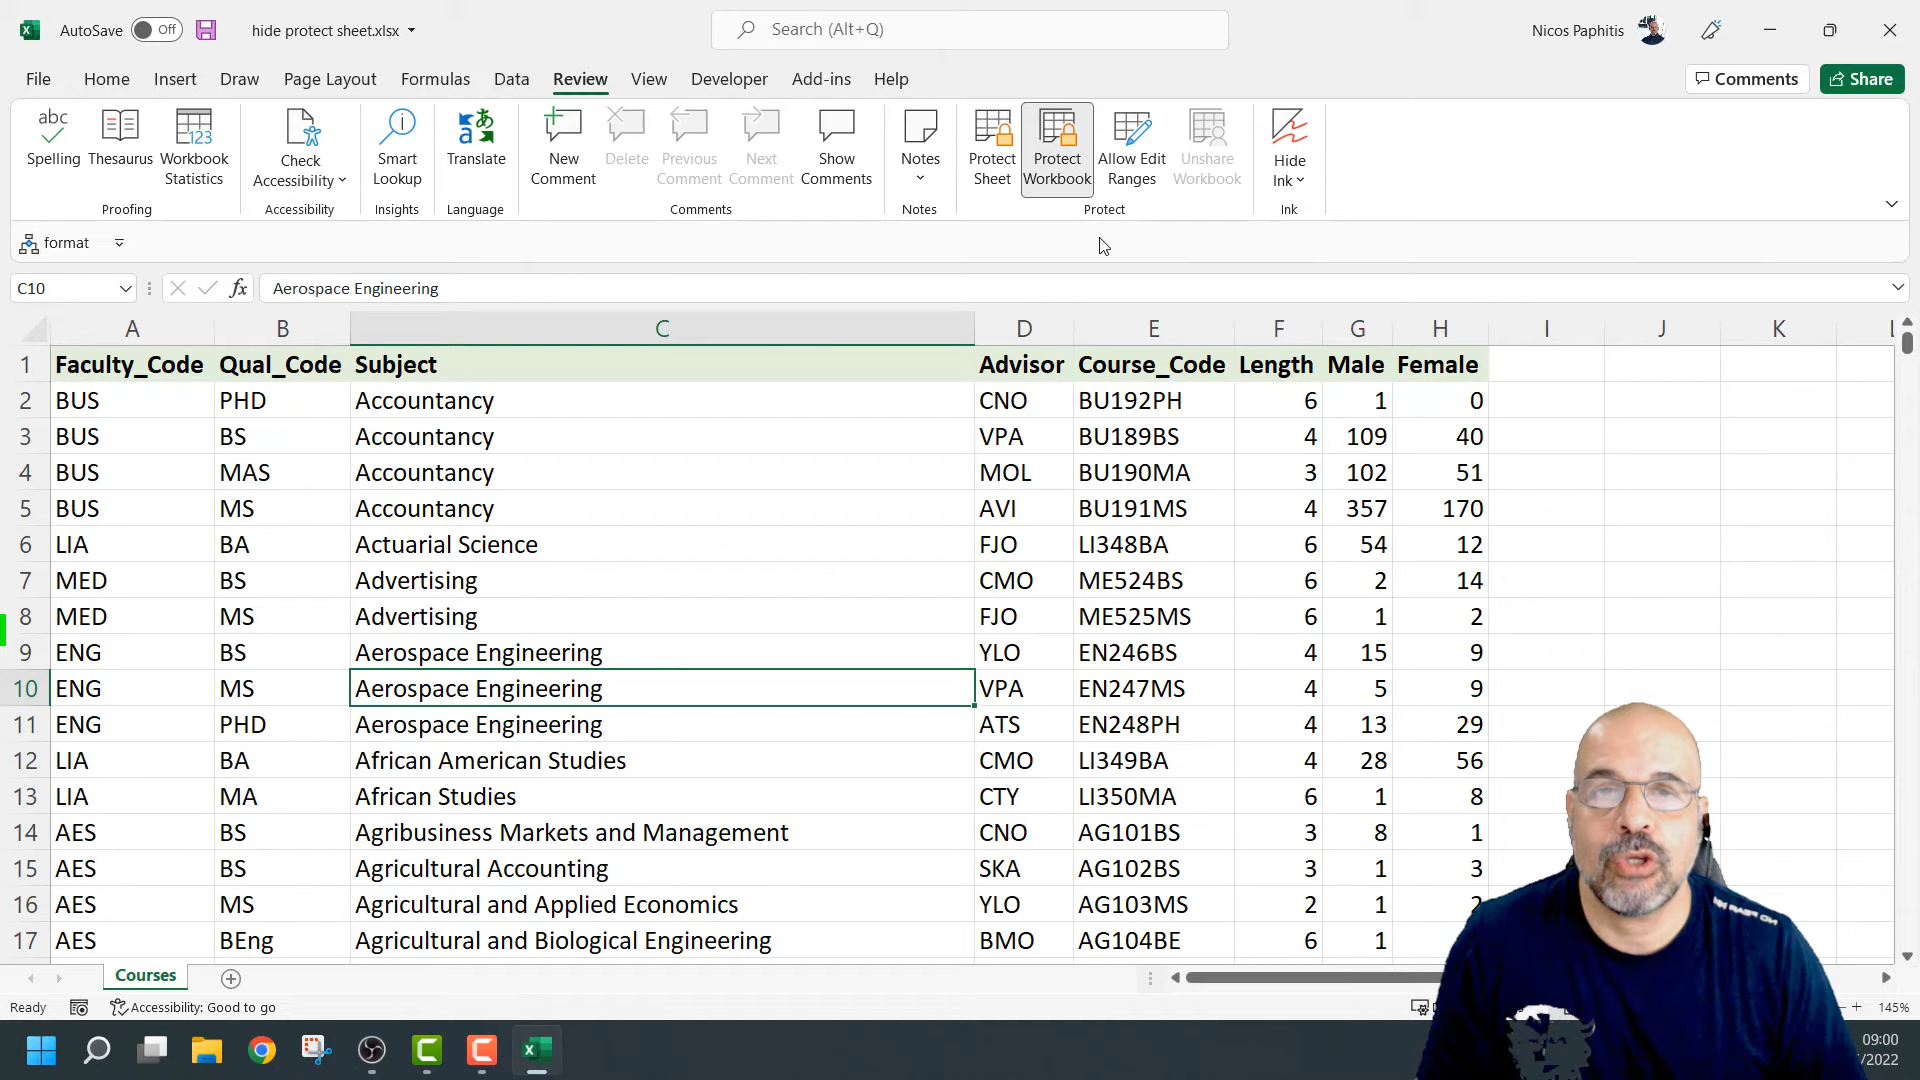 AutoSave Off hide protect sheet.xlsx Search (Alt+Q) Nicos Paphitis
File Home Insert Draw Page Layout Formulas Data Review View Developer Add-ins Help Comments Share
abc
123
Spelling Thesaurus Workbook Statistics Check Accessibility Smart Lookup Translate New Comment Delete Previous Comment Next Comment Show Comments Notes Protect Sheet Protect Workbook Allow Edit Ranges Unshare Workbook Hide Ink
Proofing Accessibility Insights Language Comments Notes Protect Ink
format
C10 fx Aerospace Engineering
A B C D E F G H I J K L
1 Faculty_Code Qual_Code Subject Advisor Course_Code Length Male Female
2 BUS PHD Accountancy CNO BU192PH 6 1 0
3 BUS BS Accountancy VPA BU189BS 4 109 40
4 BUS MAS Accountancy MOL BU190MA 3 102 51
5 BUS MS Accountancy AVI BU191MS 4 357 170
6 LIA BA Actuarial Science FJO LI348BA 6 54 12
7 MED BS Advertising CMO ME524BS 6 2 14
8 MED MS Advertising FJO ME525MS 6 1 2
9 ENG BS Aerospace Engineering YLO EN246BS 4 15 9
10 ENG MS Aerospace Engineering VPA EN247MS 4 5 9
11 ENG PHD Aerospace Engineering ATS EN248PH 4 13 29
12 LIA BA African American Studies CMO LI349BA 4 28 56
13 LIA MA African Studies CTY LI350MA 6 1 8
14 AES BS Agribusiness Markets and Management CNO AG101BS 3 8 1
15 AES BS Agricultural Accounting SKA AG102BS 3 1 3
16 AES MS Agricultural and Applied Economics YLO AG103MS 2 1 2
17 AES BEng Agricultural and Biological Engineering BMO AG104BE 6 1
Courses
Ready Accessibility: Good to go 145%
09:00
/2022